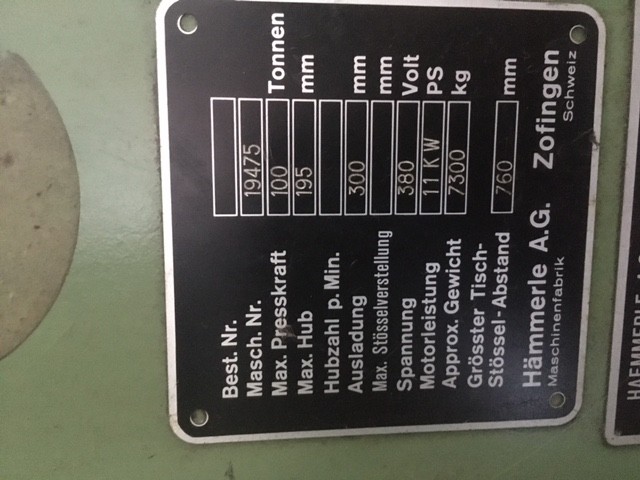 Best. Nr.
Masch. Nr. 19475
Max. Presskraft 100 Tonnen
Max. Hub 195 mm
Hubzahl p. Min.
Ausladung 300 mm
Max. Stösselverstellung mm
Spannung 380 Volt
Motorleistung 11KW PS
Approx. Gewicht 7300 kg
Grösster Tisch-
Stössel-Abstand 760 mm
Hämmerle A.G. Zofingen
Maschinenfabrik Schweiz
HAEMMERLE